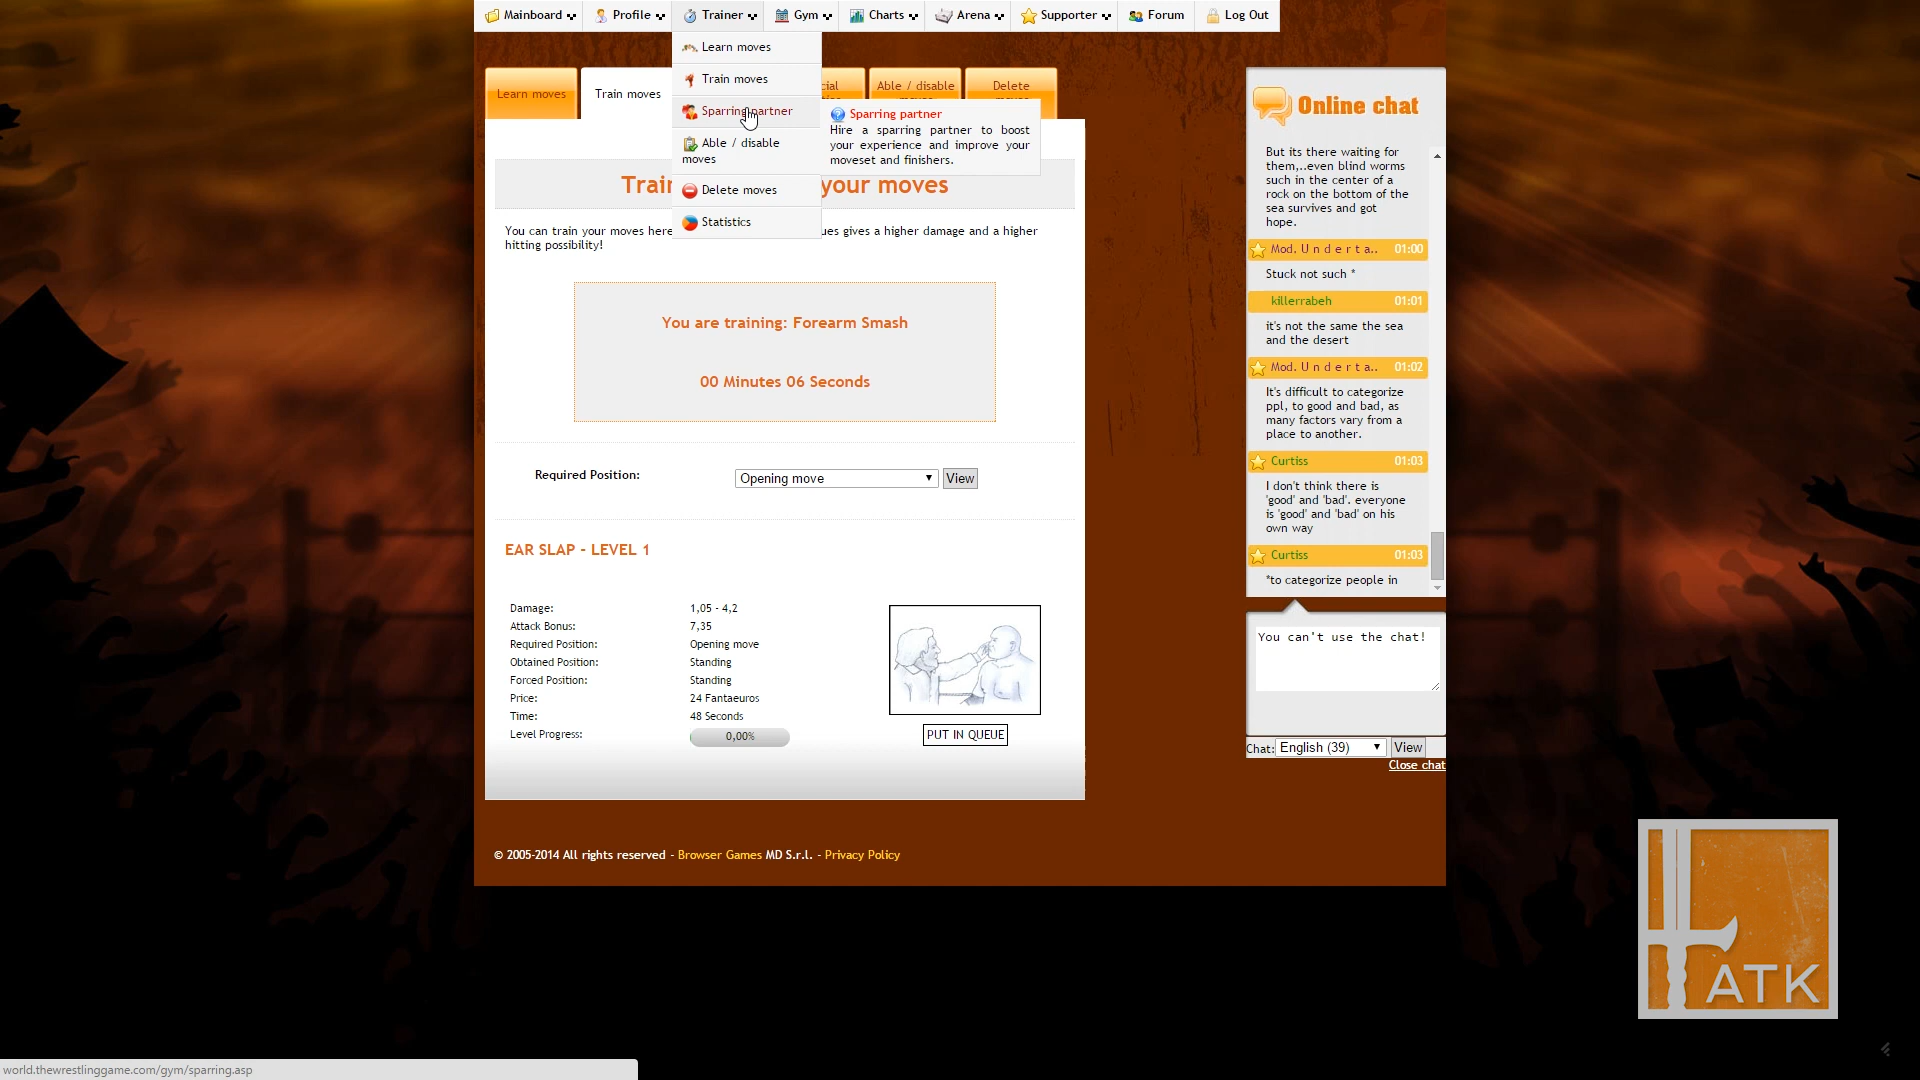 Mainboard Profile Trainer Gym Charts Arena Supporter Forum Log Out
Learn moves
Train moves
Sparring partner
Able / disable
moves
Delete moves
Statistics
Learn moves Train moves Able / disable Delete
Sparring partner
Hire a sparring partner to boost
your experience and improve your
moveset and finishers.
your moves
You can train your moves here
gives a higher damage and a higher
hitting possibility!
You are training: Forearm Smash
00 Minutes 06 Seconds
Required Position: Opening move View
EAR SLAP - LEVEL 1
Damage: 1,05 - 4,2
Attack Bonus: 7,35
Required Position: Opening move
Obtained Position: Standing
Forced Position: Standing
Price: 24 Fantaeuros
Time: 48 Seconds
Level Progress: 0,00%
PUT IN QUEUE
© 2005-2014 All rights reserved - Browser Games MD S.r.l. - Privacy Policy
Online chat
But its there waiting for
them,..even blind worms
such in the center of a
rock on the bottom of the
sea survives and got
hope.
Mod. U n d e r t a.. 01:00
Stuck not such *
killerrabeh 01:01
it's not the same the sea
and the desert
Mod. U n d e r t a.. 01:02
It's difficult to categorize
ppl, to good and bad, as
many factors vary from a
place to another.
Curtiss 01:03
I don't think there is
'good' and 'bad'. everyone
is 'good' and 'bad' on his
own way
Curtiss 01:03
*to categorize people in
You can't use the chat!
Chat: English (39) View
Close chat
ATK
world.thewrestlinggame.com/gym/sparring.asp